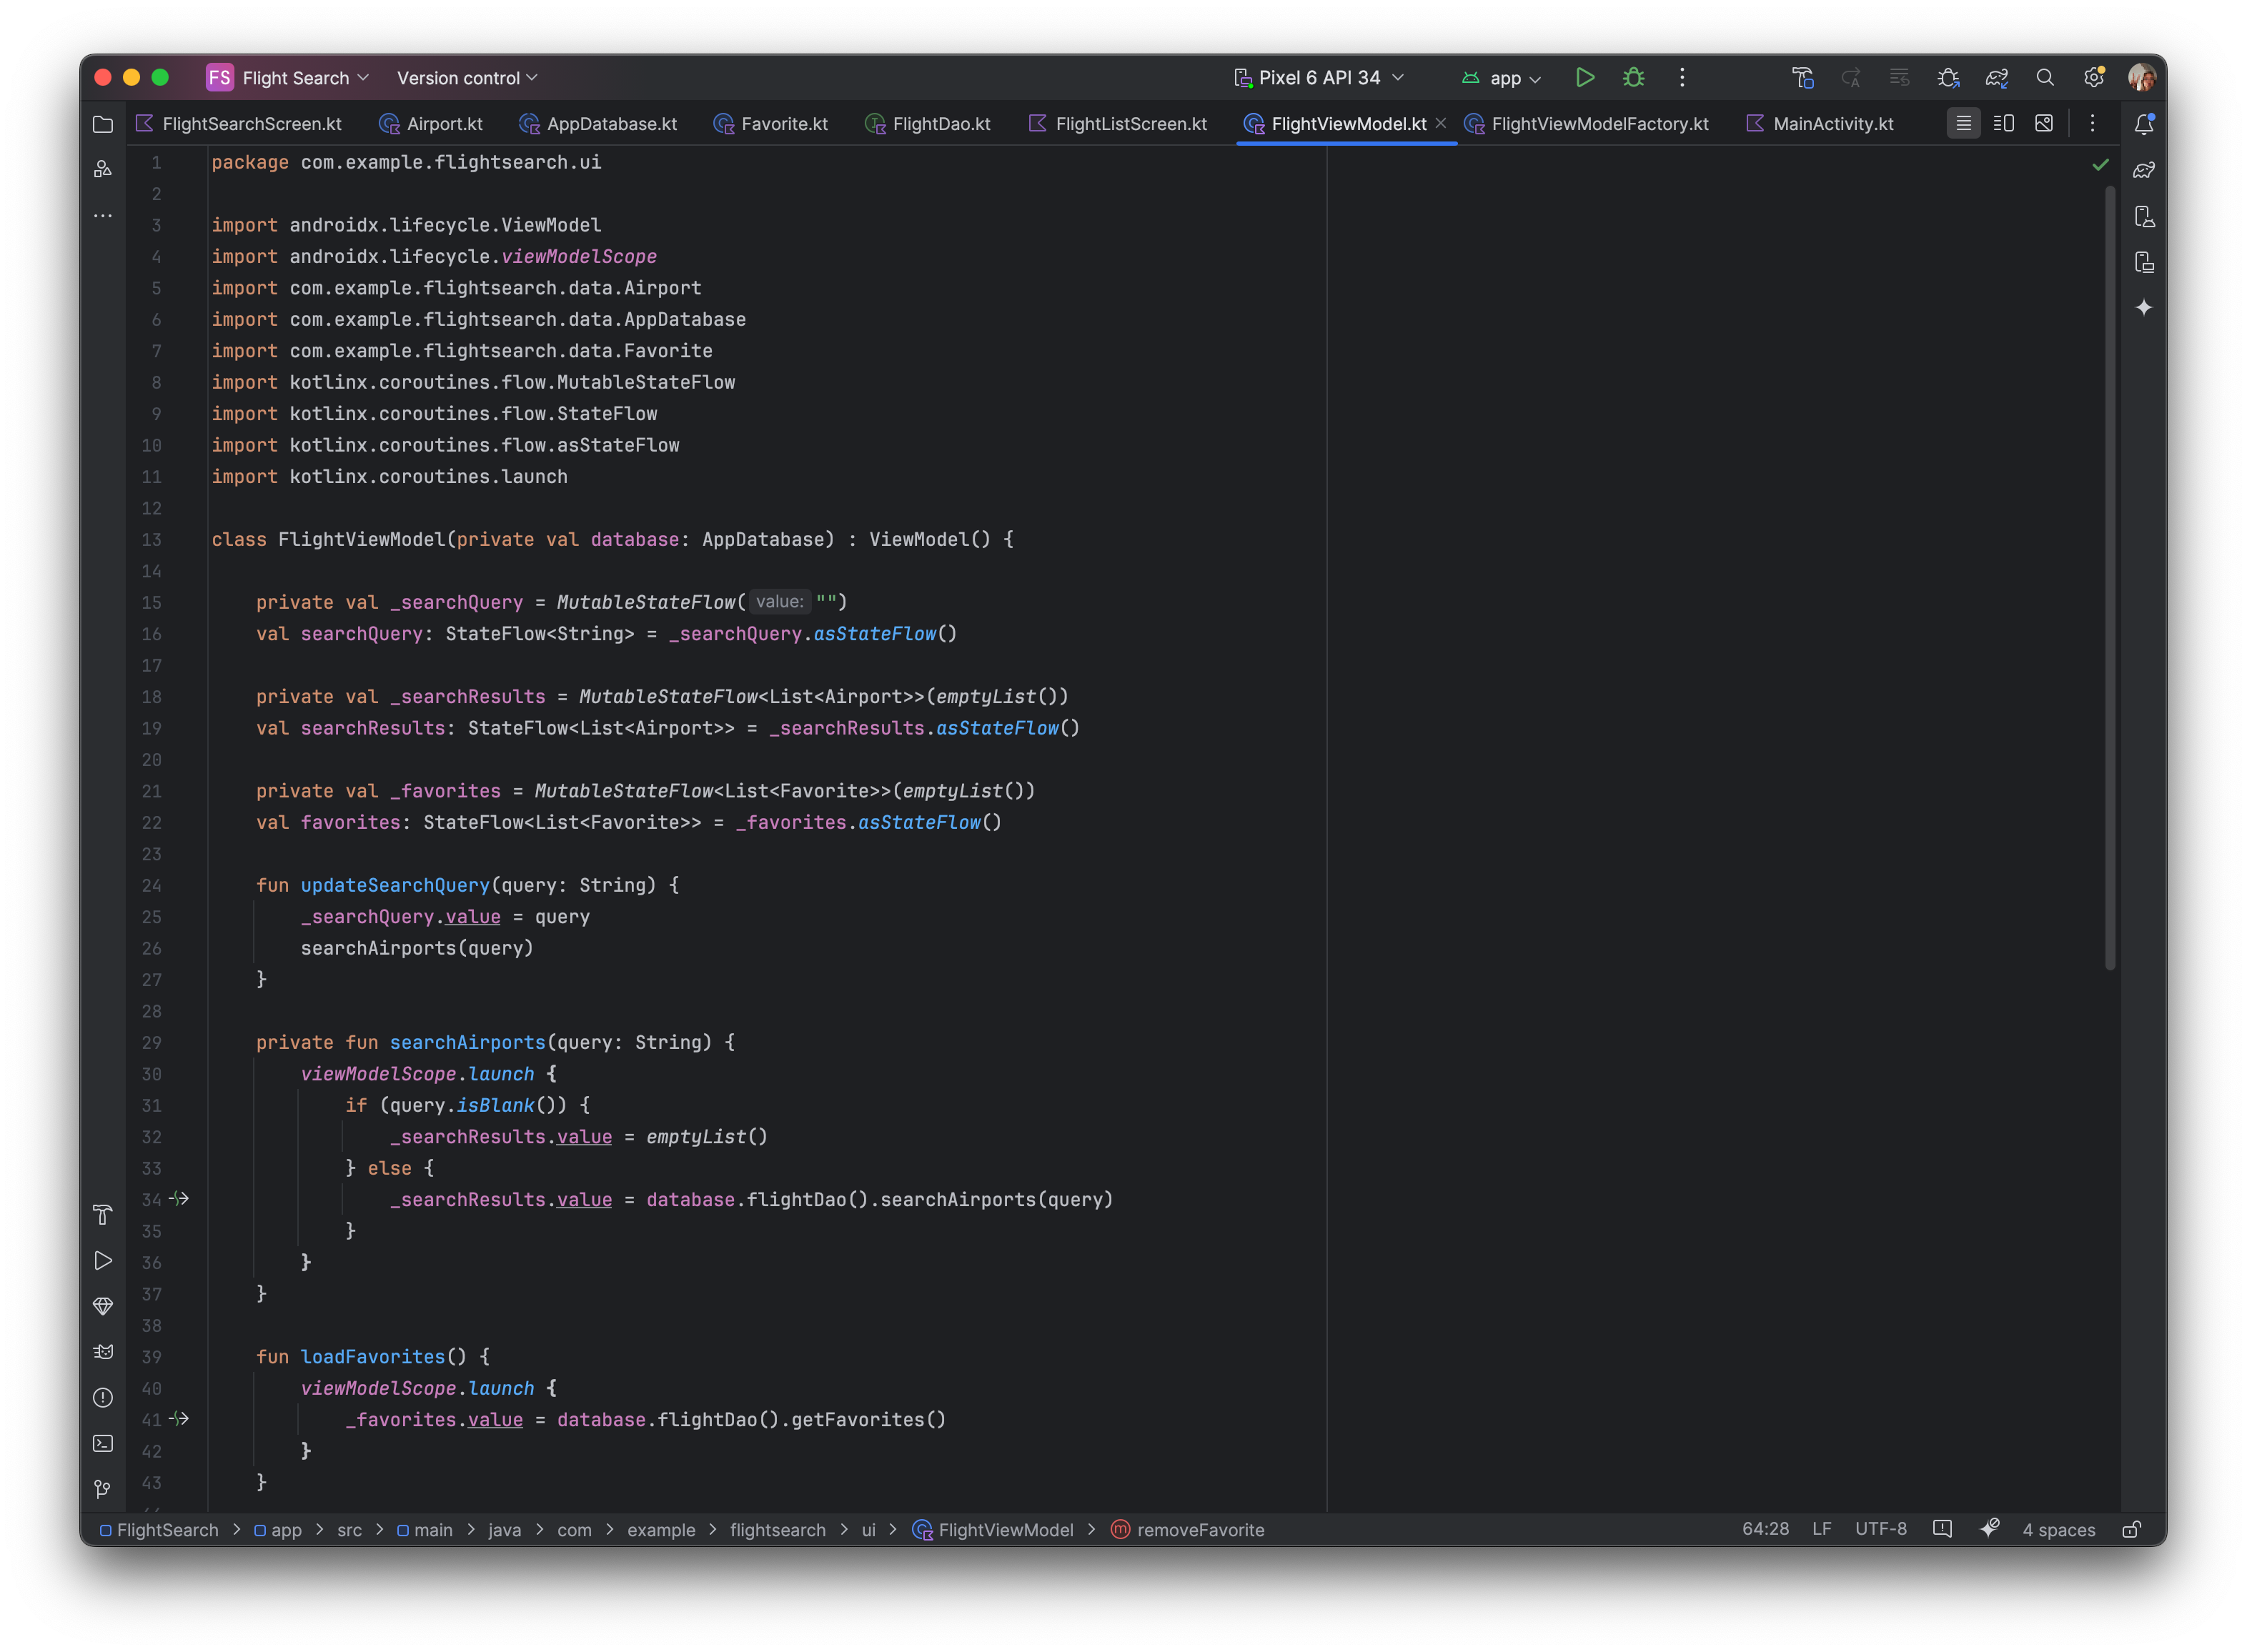 FS Flight Search Version control Pixel 6 API 34 app
FlightSearchScreen.kt Airport.kt AppDatabase.kt Favorite.kt FlightDao.kt FlightListScreen.kt FlightViewModel.kt FlightViewModelFactory.kt MainActivity.kt
1 package com.example.flightsearch.ui
2
3 import androidx.lifecycle.ViewModel
4 import androidx.lifecycle.viewModelScope
5 import com.example.flightsearch.data.Airport
6 import com.example.flightsearch.data.AppDatabase
7 import com.example.flightsearch.data.Favorite
8 import kotlinx.coroutines.flow.MutableStateFlow
9 import kotlinx.coroutines.flow.StateFlow
10 import kotlinx.coroutines.flow.asStateFlow
11 import kotlinx.coroutines.launch
12
13 class FlightViewModel(private val database: AppDatabase) : ViewModel() {
14
15     private val _searchQuery = MutableStateFlow( value: "")
16     val searchQuery: StateFlow<String> = _searchQuery.asStateFlow()
17
18     private val _searchResults = MutableStateFlow<List<Airport>>(emptyList())
19     val searchResults: StateFlow<List<Airport>> = _searchResults.asStateFlow()
20
21     private val _favorites = MutableStateFlow<List<Favorite>>(emptyList())
22     val favorites: StateFlow<List<Favorite>> = _favorites.asStateFlow()
23
24     fun updateSearchQuery(query: String) {
25         _searchQuery.value = query
26         searchAirports(query)
27     }
28
29     private fun searchAirports(query: String) {
30         viewModelScope.launch {
31             if (query.isBlank()) {
32                 _searchResults.value = emptyList()
33             } else {
34                 _searchResults.value = database.flightDao().searchAirports(query)
35             }
36         }
37     }
38
39     fun loadFavorites() {
40         viewModelScope.launch {
41             _favorites.value = database.flightDao().getFavorites()
42         }
43     }
FlightSearch > app > src > main > java > com > example > flightsearch > ui > FlightViewModel > removeFavorite 64:28 LF UTF-8 4 spaces